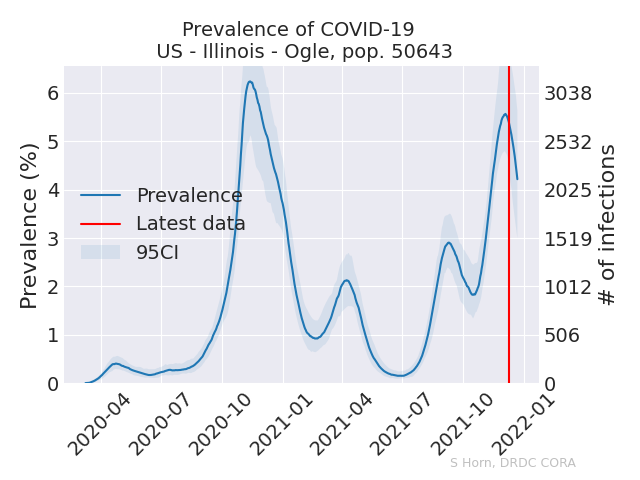 Prevalence of COVID-19
US - Illinois - Ogle, pop. 50643
Prevalence (%)
6
5
4
3
2
1
0
3038
2532
2025
1519
1012
506
0
# of infections
Prevalence
Latest data
95CI
2020-04
2020-07
2020-10
2021-01
2021-04
2021-07
2021-10
2022-01
S Horn, DRDC CORA